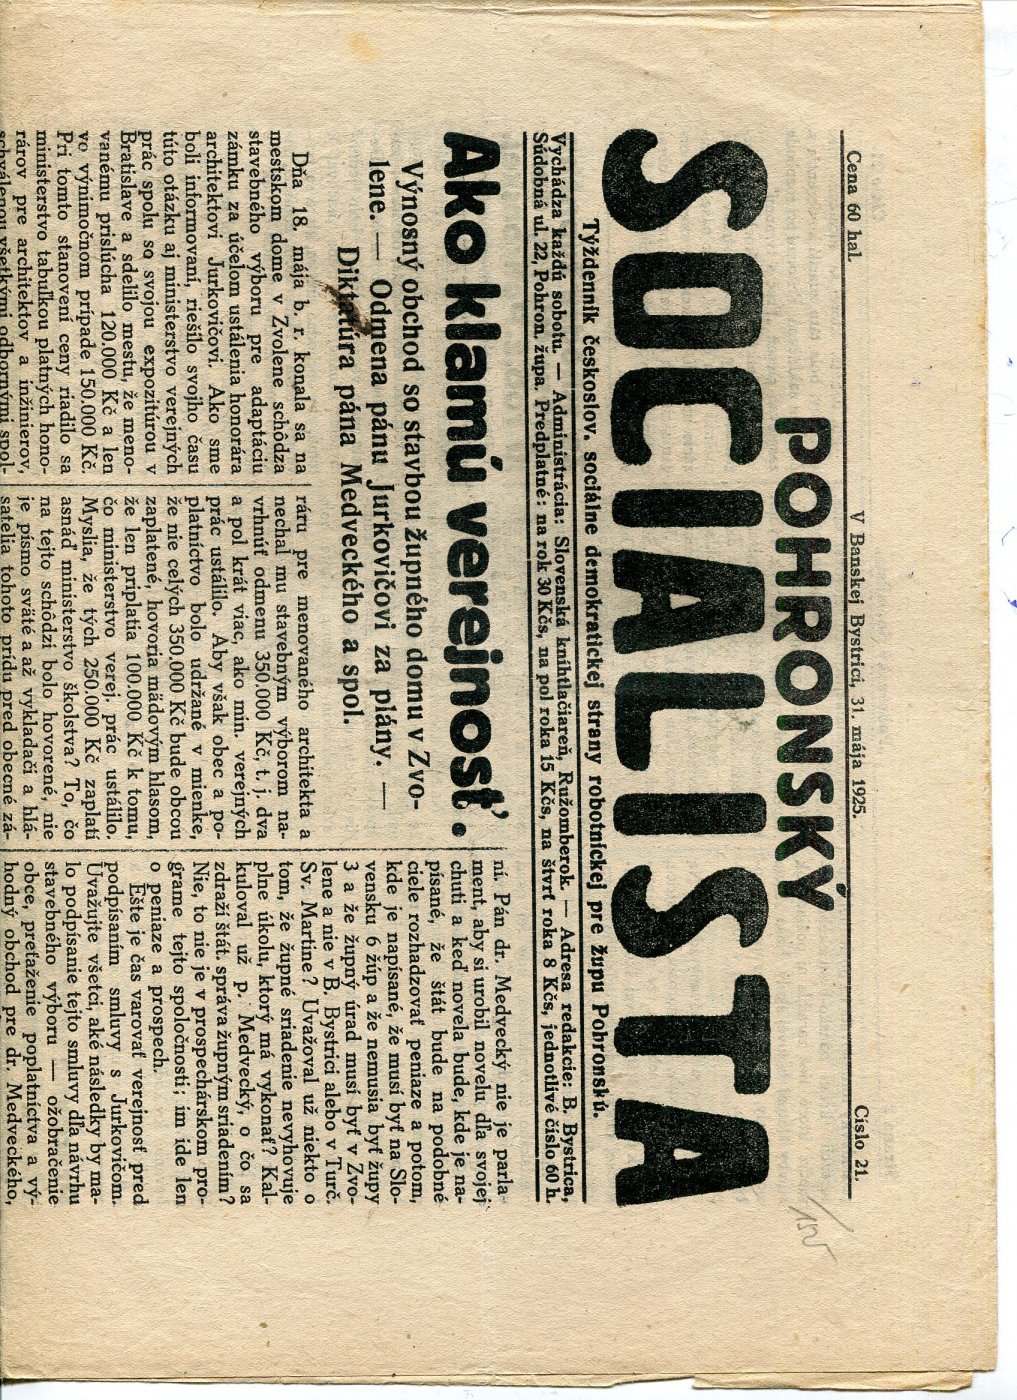 Cena 60 hal.
V Banskej Bystrici, 31. mája 1925.
Číslo 21.
POHRONSKÝ
SOCIALISTA
Týždenník českoslov. sociálne demokratickej strany robotníckej pre župu Pohronskú.
Vychádza každú sobotu. — Administrácia: Slovenská kníhtlačiareň, Ružomberok. — Adresa redakcie: B. Bystrica,
Súdobná ul. 22, Pohron. župa. Predplatné: na rok 30 Kčs, na pol roka 15 Kčs, na štvrť roka 8 Kčs, jednotlivé číslo 60 h.
Ako klamú verejnosť.
Výnosný obchod so stavbou župného domu v Zvo-
lene. — Odmena pánu Jurkovičovi za plány. —
Diktatúra pána Medveckého a spol.
Dňa 18. mája b. r. konala sa na
mestskom dome v Zvolene schôdza
stavebného výboru pre adaptáciu
zámku za účelom ustálenia honorára
architektovi Jurkovičovi. Ako sme
boli informovaní, riešilo svojho času
túto otázku aj ministerstvo verejných
prác spolu so svojou expozitúrou v
Bratislave a sdelilo mestu, že meno-
vanému prislúcha 120.000 Kč a len
vo výnimočnom prípade 150.000 Kč.
Pri tomto stanovení ceny riadilo sa
ministerstvo tabuľkou platných hono-
rárov pre architektov a inžinierov,
schválenou všetkými odbornými spol-
ráru pre menovaného architekta a
nechal mu stavebným výborom na-
vrhnúť odmenu 350.000 Kč, t. j. dva
a pol krát viac, ako min. verejných
prác ustálilo. Aby však obec a po-
platníctvo bolo udržané v mienke,
že nie celých 350.000 Kč bude obcou
zaplatené, hovoria mädovým hlasom,
že len priplatia 100.000 Kč k tomu,
čo ministerstvo verej. prác ustálilo.
Myslia, že tých 250.000 Kč zaplatí
asnáď ministerstvo školstva? To, čo
na tejto schôdzi bolo hovorené, nie
je písmo sväté a až vykladači a hlá-
satelia tohoto prídu pred obecné zá-
ní. Pán dr. Medvecký nie je parla-
ment, aby si urobil novelu dľa svojej
chuti a keď novela bude, kde je na-
písané, že štát bude na podobné
ciele rozhadzovať peniaze a potom,
kde je napísané, že musí byť na Slo-
vensku 6 žúp a že nemusia byť župy
3 a že župný úrad musí byť v Zvo-
lene a nie v B. Bystrici alebo v Turč.
Sv. Martine? Uvažoval už niekto o
tom, že župné sriadenie nevyhovuje
plne úkolu, ktorý má vykonať? Kal-
kuloval už p. Medvecký, o čo sa
zdraží štát. správa župným sriadením?
Nie, to nie je v prospechárskom pro-
grame tejto spoločnosti; im ide len
o peniaze a prospech.
Ešte je čas varovať verejnosť pred
podpísaním smluvy s Jurkovičom.
Uvažujte všetci, aké následky by ma-
lo podpísanie tejto smluvy dľa návrhu
stavebného výboru — ožobračenie
obce, preťaženie poplatníctva a vý-
hodný obchod pre dr. Medveckého,